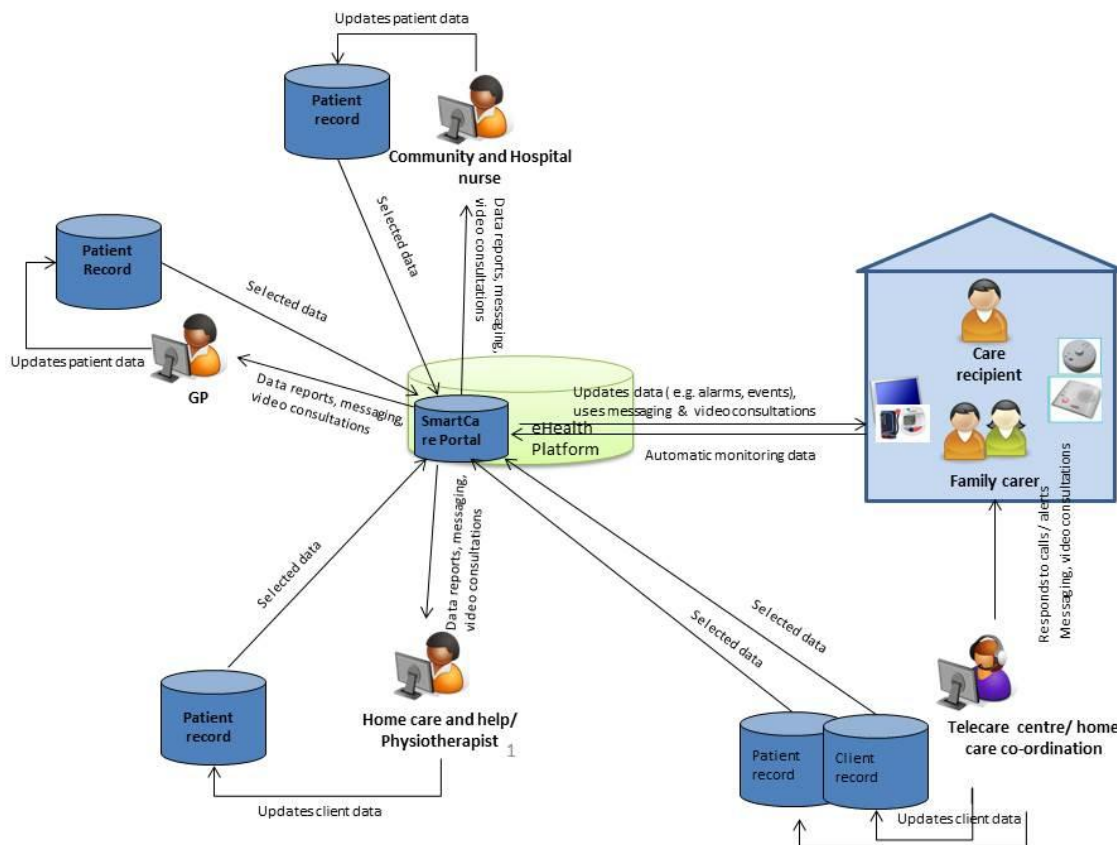 Updates patient data
Patient
record
Community and Hospital
nurse
Selected data
Data reports, messaging,
video consultations
Patient
Record
Selected data
Updates patient data
GP
Data reports, messaging,
video consultations
SmartCa
re Portal
eHealth
Platform
Updates data ( e.g. alarms, events),
uses messaging & video consultations
Automatic monitoring data
Care
recipient
Family carer
Responds to calls / alerts
Messaging, video consultations
Data reports, messaging,
video consultations
Selected data
Selected data
Selected data
Patient
record
Home care and help/
Physiotherapist
1
Updates client data
Patient
record
Client
record
Telecare centre/ home
care co-ordination
Updates client data